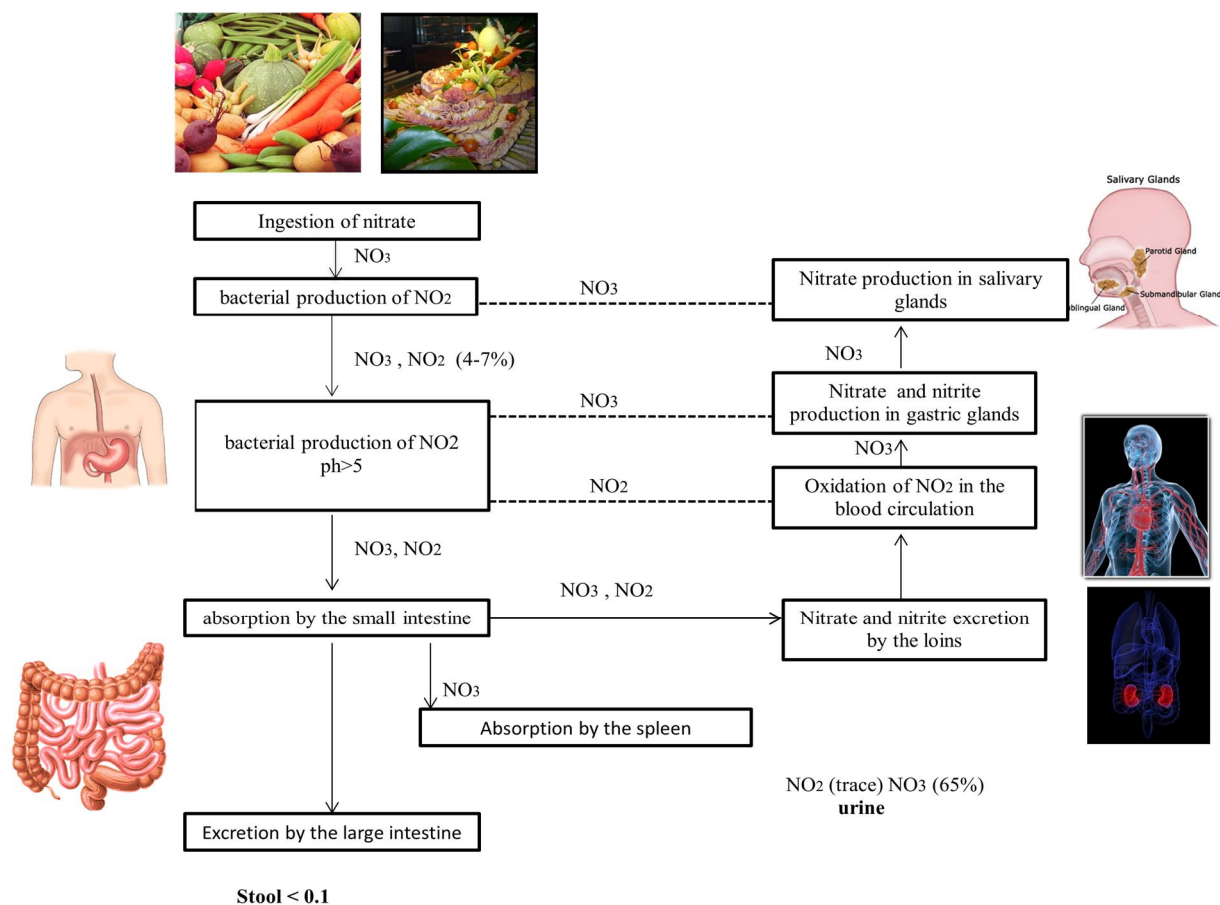 Salivary Glands
Parotid Gland
Submandibular Gland
blingual Gland
Ingestion of nitrate
NO3
bacterial production of NO2
NO3
Nitrate production in salivary
glands
NO3 , NO2 (4-7%)
NO3
bacterial production of NO2
ph>5
NO3
Nitrate and nitrite
production in gastric glands
NO3
NO2
Oxidation of NO2 in the
blood circulation
NO3, NO2
absorption by the small intestine
NO3 , NO2
Nitrate and nitrite excretion
by the loins
NO3
Absorption by the spleen
NO2 (trace) NO3 (65%)
urine
Excretion by the large intestine
Stool < 0.1